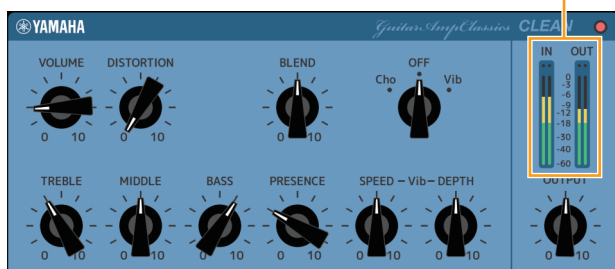 YAMAHA
GuitarAmpClassics CLEAN
IN OUT
VOLUME DISTORTION BLEND OFF
Cho Vib
0
-3
-6
-9
-12
-18
-30
-40
-60
0 10 0 10 0 10
TREBLE MIDDLE BASS PRESENCE SPEED – Vib – DEPTH OUTPUT
0 10 0 10 0 10 0 10 0 10 0 10 0 10